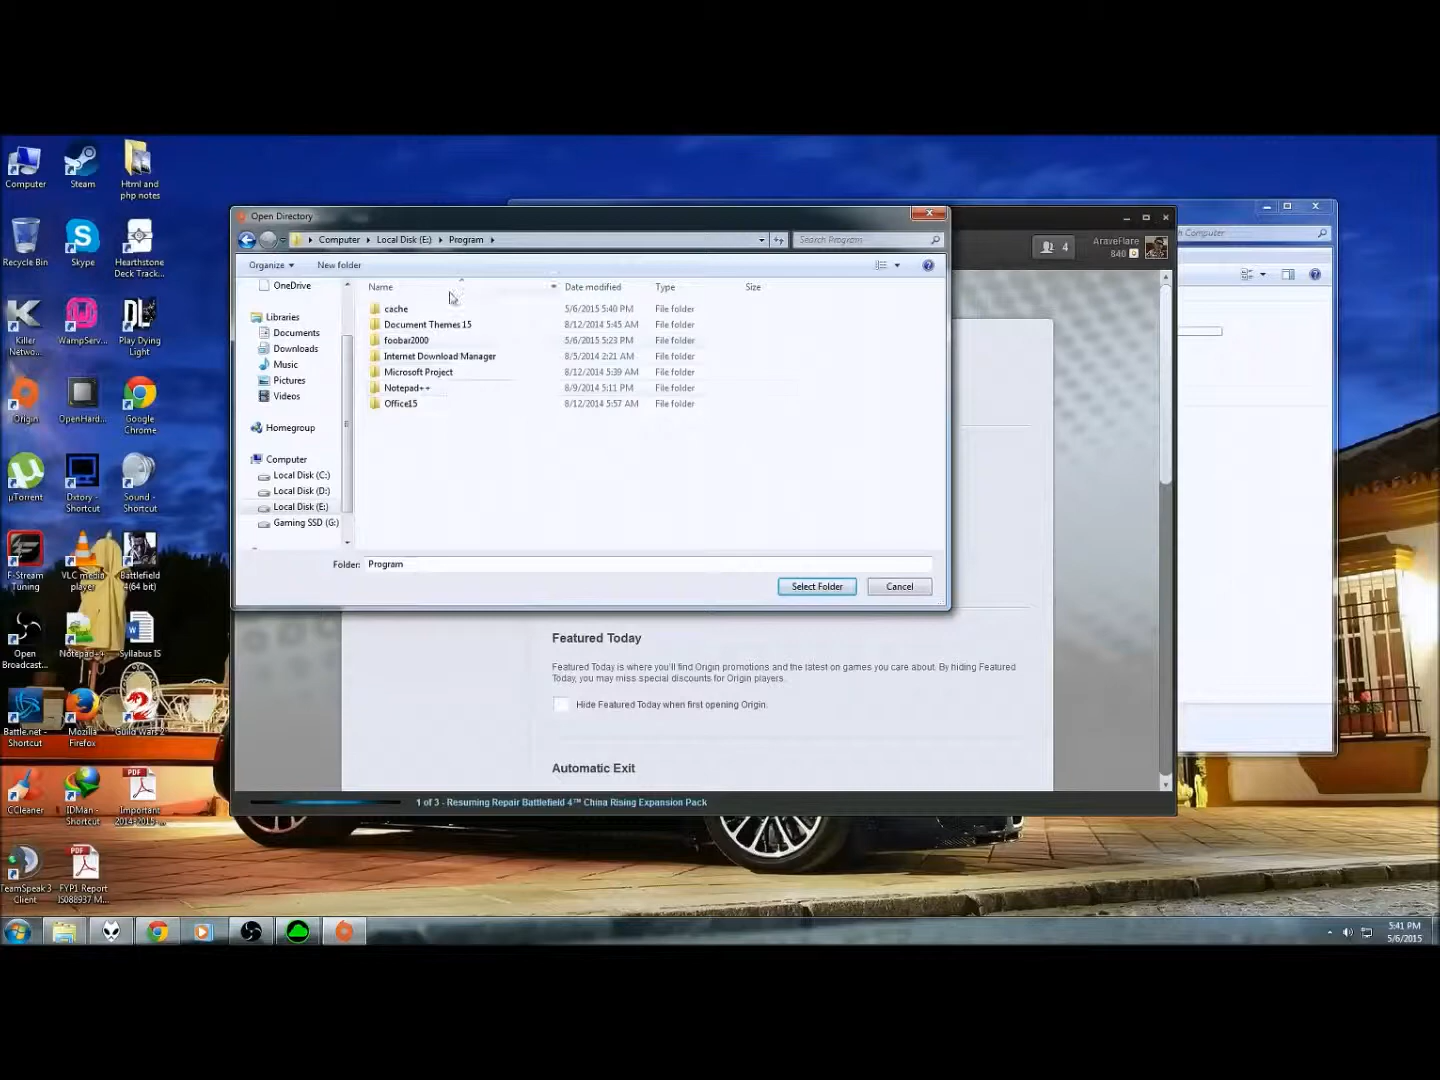 Computer
Steam
Html and
php notes
Recycle Bin
Skype
Hearthstone
Deck Track...
Killer
Netwo...
WampServ...
Play Dying
Light
Origin
OpenHard...
Google
Chrome
µTorrent
Dxtory -
Shortcut
Sound -
Shortcut
F-Stream
Tuning
VLC media
player
Battlefield
4(64 bit)
Open
Broadcast...
Notepad++
Syllabus IS
Battle.net -
Shortcut
Mozilla
Firefox
Guild Wars 2
CCleaner
IDMan -
Shortcut
Important
2014-2015-...
TeamSpeak 3
Client
FYP1 Report
IS088937 M...
Open Directory
Computer
Local Disk (E:)
Program
Search Program
Organize
New folder
OneDrive
Libraries
Documents
Downloads
Music
Pictures
Videos
Homegroup
Computer
Local Disk (C:)
Local Disk (D:)
Local Disk (E:)
Gaming SSD (G:)
Name Date modified Type Size
cache 5/6/2015 5:40 PM File folder
Document Themes 15 8/12/2014 5:45 AM File folder
foobar2000 5/6/2015 5:23 PM File folder
Internet Download Manager 8/5/2014 2:21 AM File folder
Microsoft Project 8/12/2014 5:39 AM File folder
Notepad++ 8/9/2014 5:11 PM File folder
Office15 8/12/2014 5:57 AM File folder
Folder: Program
Select Folder
Cancel
4
AraveFlare
840
Computer
Featured Today
Featured Today is where you'll find Origin promotions and the latest on games you care about. By hiding Featured
Today, you may miss special discounts for Origin players.
Hide Featured Today when first opening Origin.
Automatic Exit
1 of 3 - Resuming Repair Battlefield 4™ China Rising Expansion Pack
5:41 PM
5/6/2015